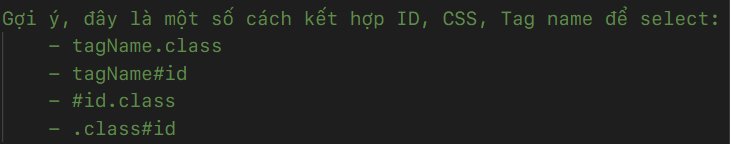 Gợi ý, đây là một số cách kết hợp ID, CSS, Tag name để select:
- tagName.class
- tagName#id
- #id.class
- .class#id